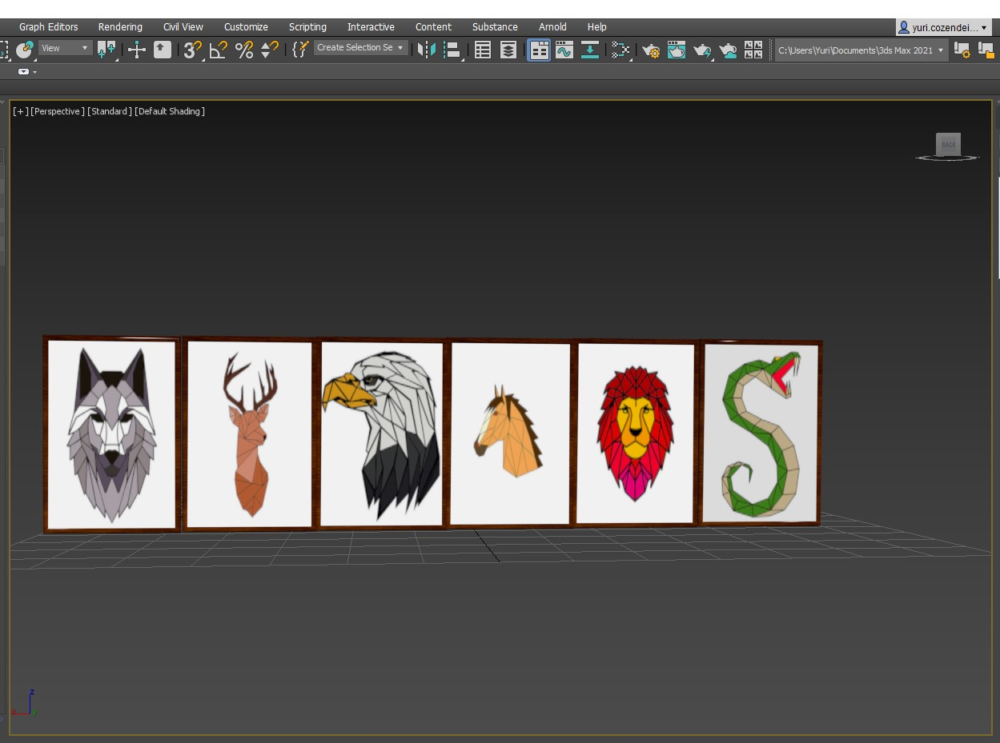 Graph Editors Rendering Civil View Customize Scripting Interactive Content Substance Arnold Help yuri.cozendei...
View 3 Create Selection Se C:\Users\Yuri\Documents\3ds Max 2021
[+] [Perspective ] [Standard ] [Default Shading ]
BACK
z
x y